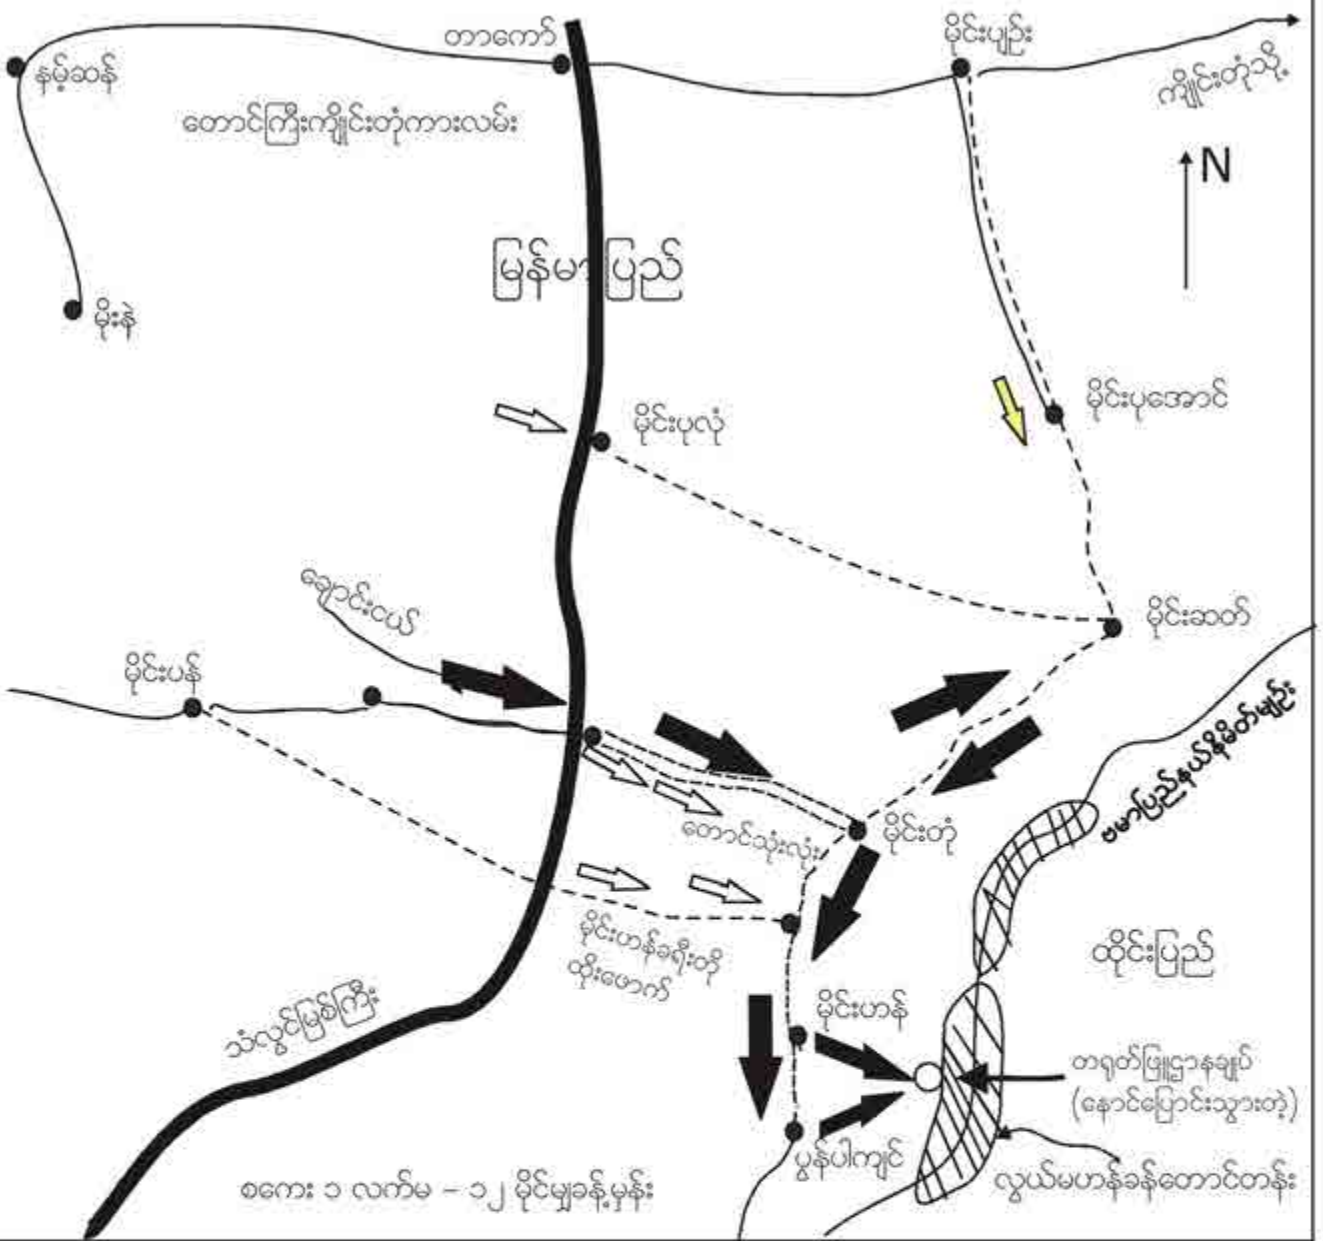 တာကော်
မိုင်းပျဉ်း
နမ့်ဆန်
ကျိုင်းတုံသို့
တောင်ကြီးကျိုင်းတုံကားလမ်း
N
မြန်မာပြည်
မိုးနဲ
မိုင်းပုအောင်
မိုင်းပုလုံ
ချောင်းငယ်
မိုင်းဆတ်
မိုင်းပန်
ဗမာပြည်နယ်နိမိတ်မျဉ်း
တောင်သုံးလုံး
မိုင်းတုံ
မိုင်းဟန်ခရီးတို
ထိုးဖောက်
ထိုင်းပြည်
သံလွင်မြစ်ကြီး
မိုင်းဟန်
တရုတ်ဖြူဌာနချုပ်
(နောင်ပြောင်းသွားတဲ့)
ပွန်ပါကျင်
လွယ်မဟန်ခန်တောင်တန်း
စကေး ၁ လက်မ – ၁၂ မိုင်မျှခန့်မှန်း